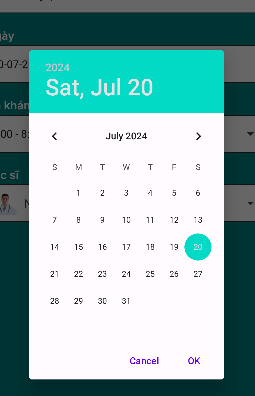 gày
2024
Sat, Jul 20
0-07-2
July 2024
S M T W T F S
1 2 3 4 5 6
7 8 9 10 11 12 13
14 15 16 17 18 19 20
21 22 23 24 25 26 27
28 29 30 31
khán
00 - 8:
c sĩ
N
Cancel OK